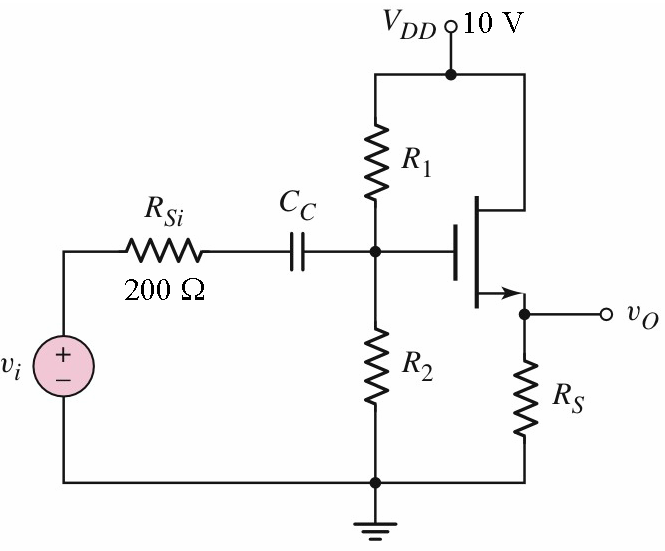 V_DD 10 V
R_1
R_Si
C_C
200 Ω
v_O
+
−
v_i
R_2
R_S